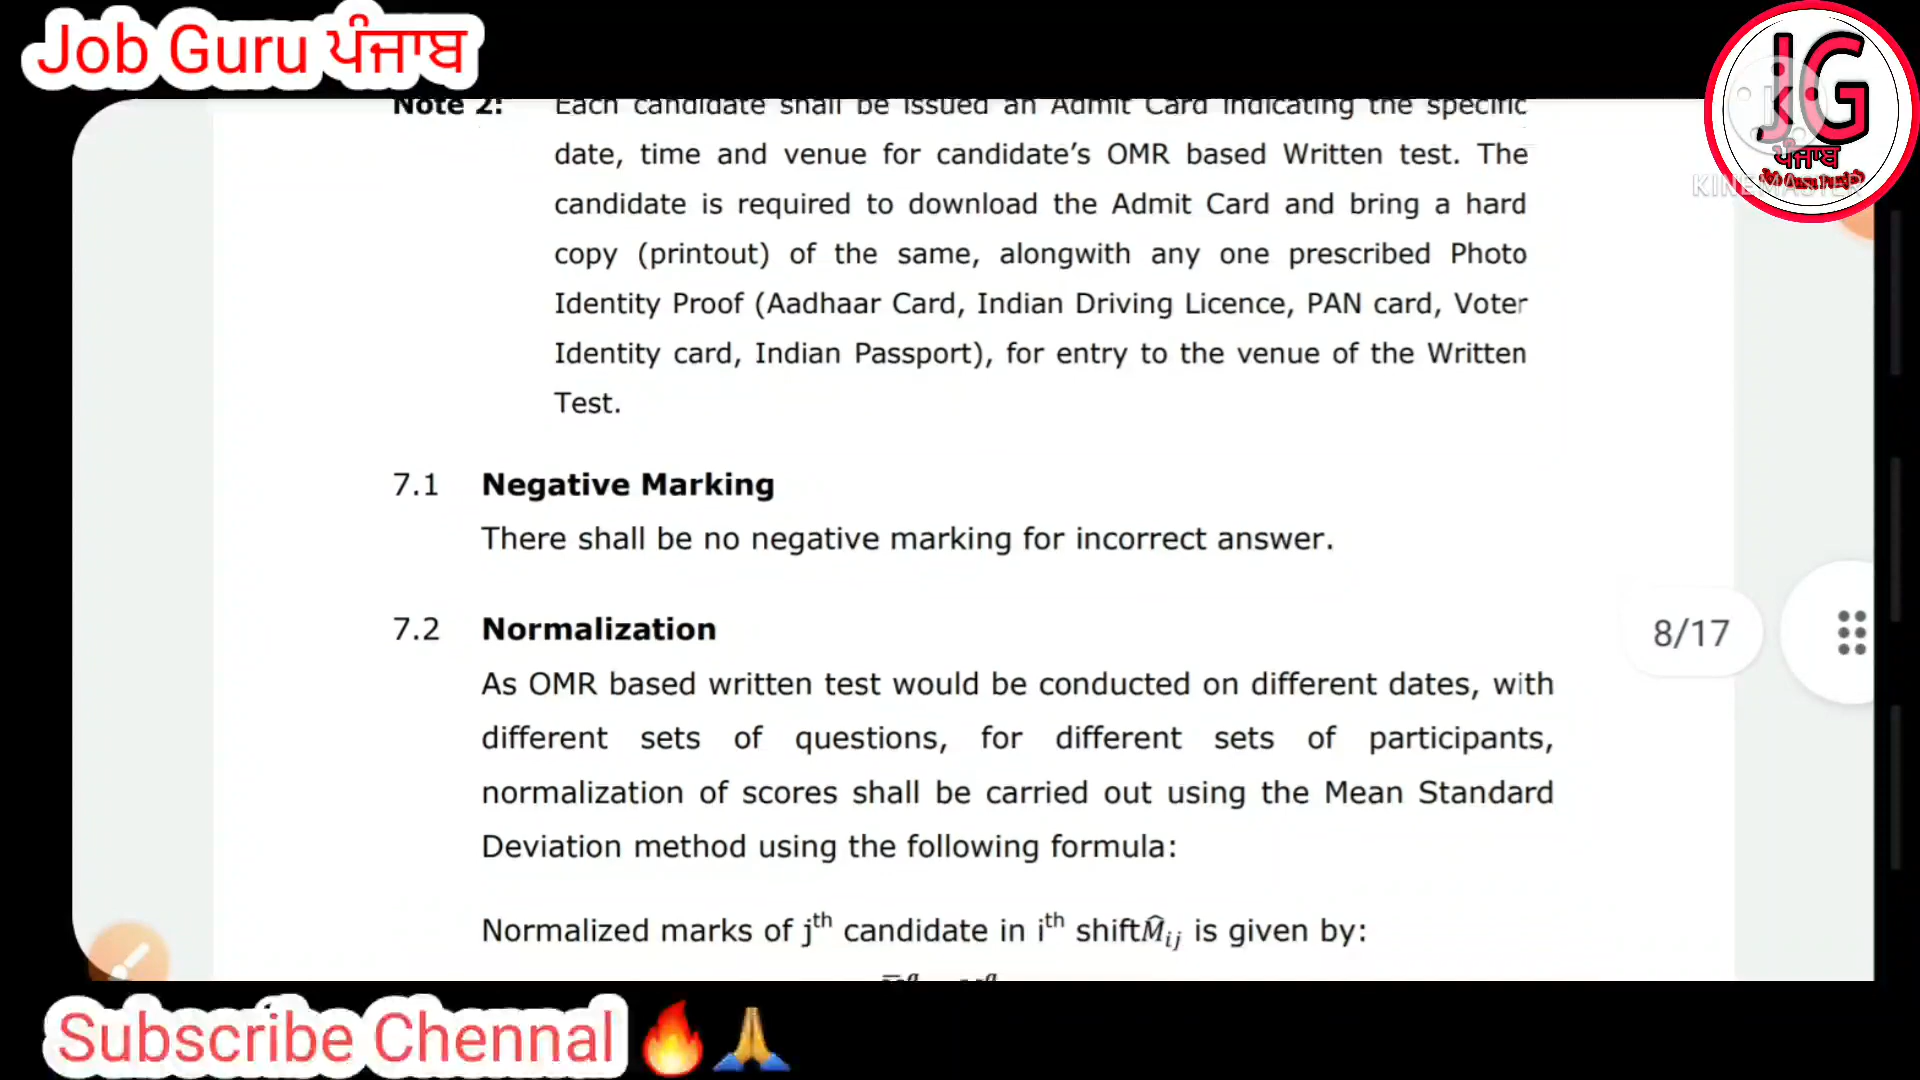 Job Guru ਪੰਜਾਬ
JG
ਪੰਜਾਬ
KINEMASTER
Note 2: Each candidate shall be issued an Admit Card indicating the specific
date, time and venue for candidate’s OMR based Written test. The
candidate is required to download the Admit Card and bring a hard
copy (printout) of the same, alongwith any one prescribed Photo
Identity Proof (Aadhaar Card, Indian Driving Licence, PAN card, Voter
Identity card, Indian Passport), for entry to the venue of the Written
Test.
7.1 Negative Marking
There shall be no negative marking for incorrect answer.
7.2 Normalization
As OMR based written test would be conducted on different dates, with
different sets of questions, for different sets of participants,
normalization of scores shall be carried out using the Mean Standard
Deviation method using the following formula:
Normalized marks of jth candidate in ith shift M̂ij is given by:
8/17
Subscribe Chennal 🔥🙏